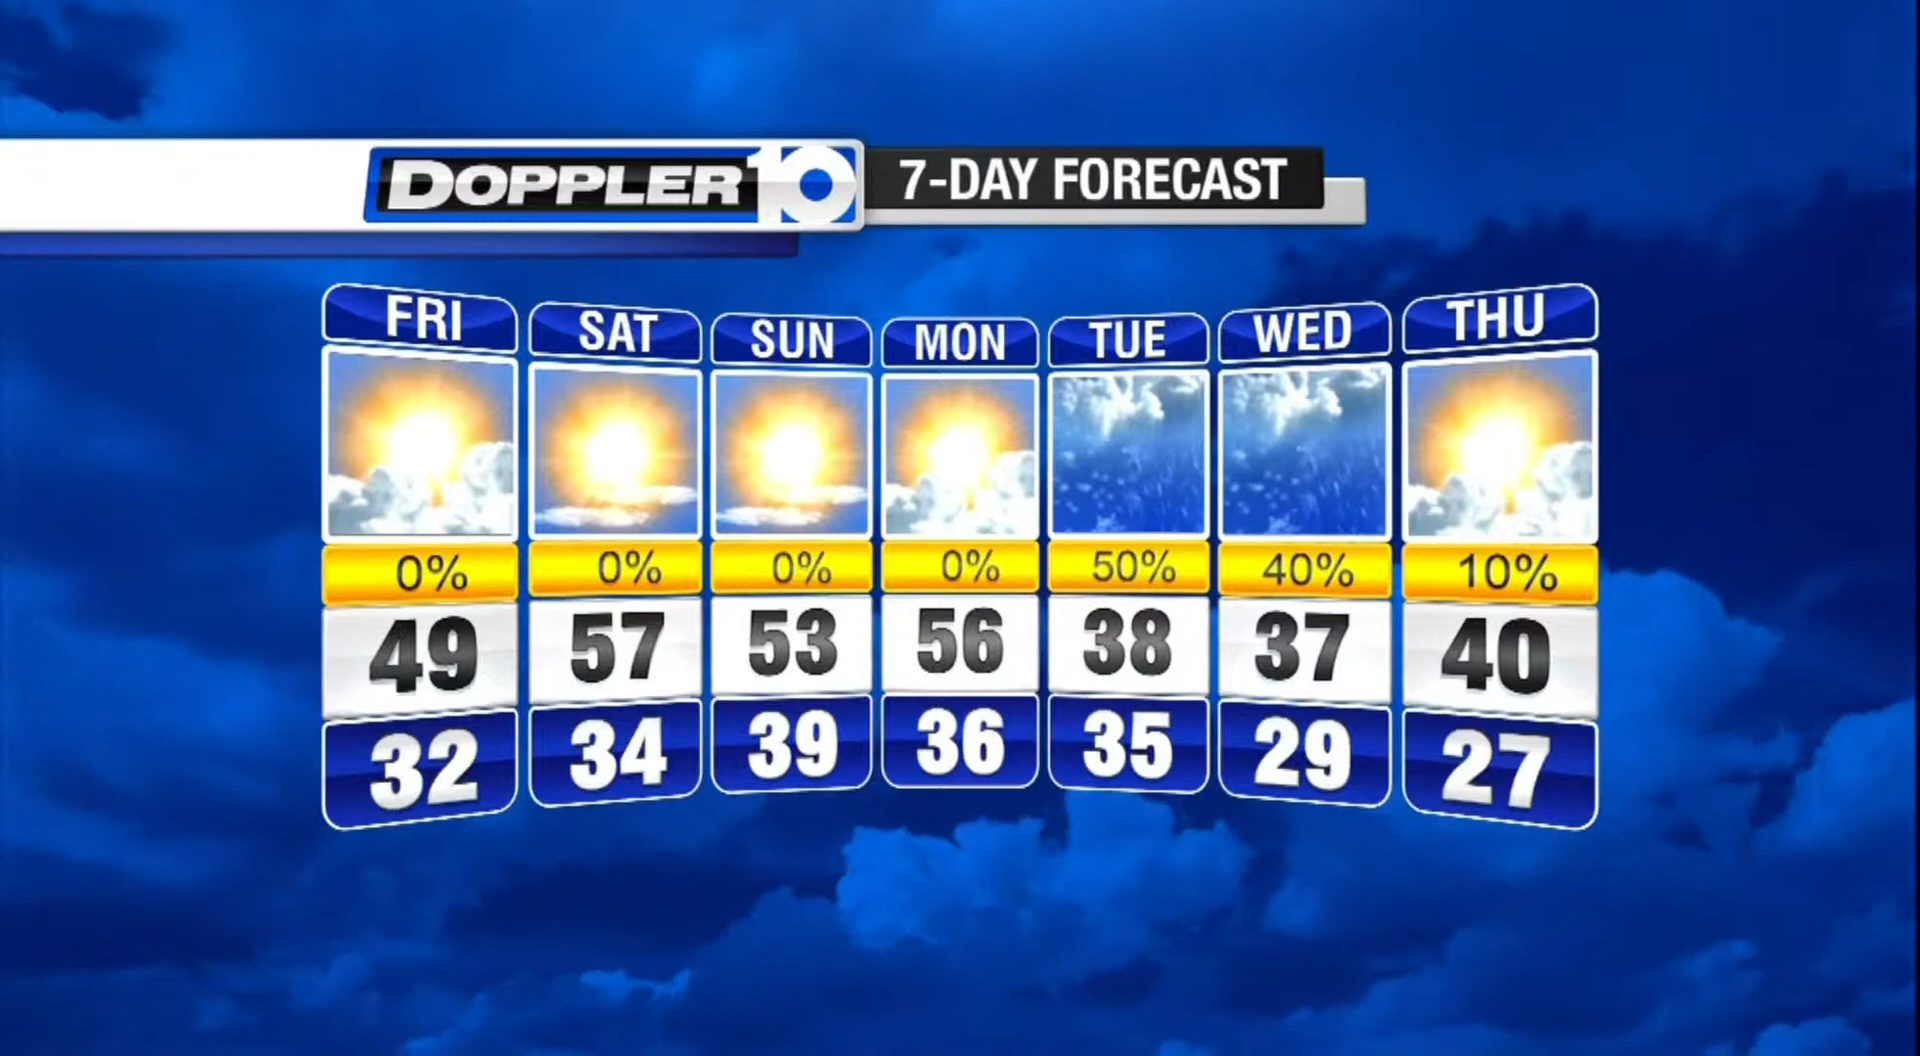 DOPPLER 10 7-DAY FORECAST
FRI SAT SUN MON TUE WED THU
0% 0% 0% 0% 50% 40% 10%
49 57 53 56 38 37 40
32 34 39 36 35 29 27